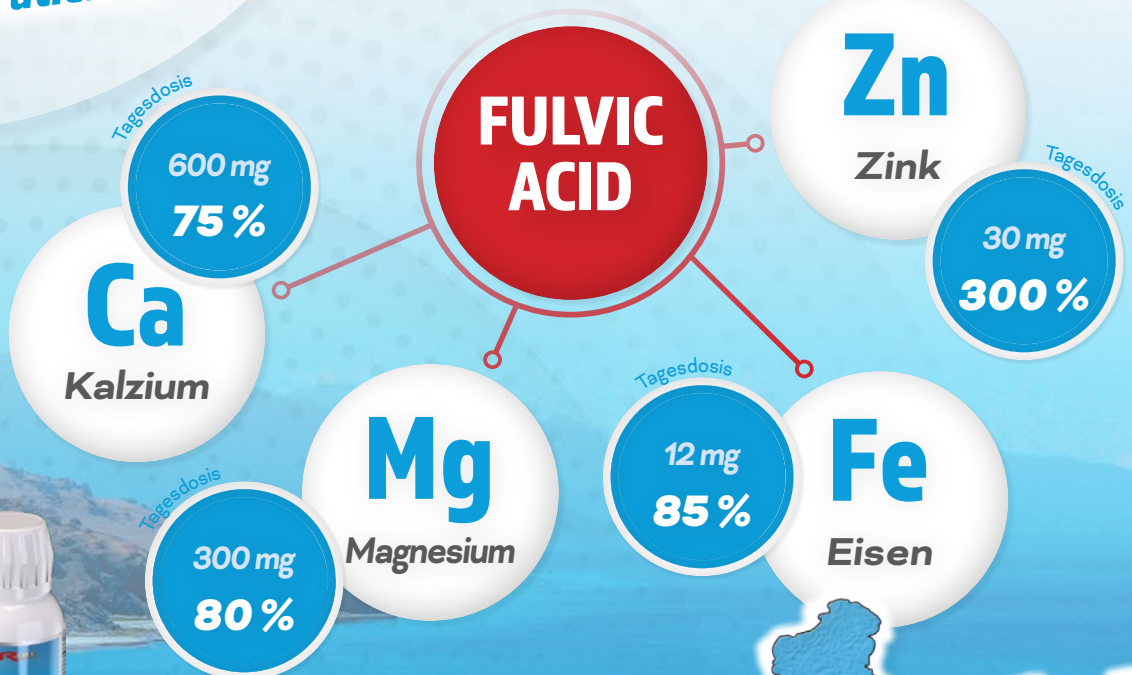 FULVIC
ACID
Zn
Zink
Tagesdosis
30 mg
300 %
Tagesdosis
600 mg
75 %
Ca
Kalzium
Mg
Magnesium
Tagesdosis
300 mg
80 %
Tagesdosis
12 mg
85 %
Fe
Eisen